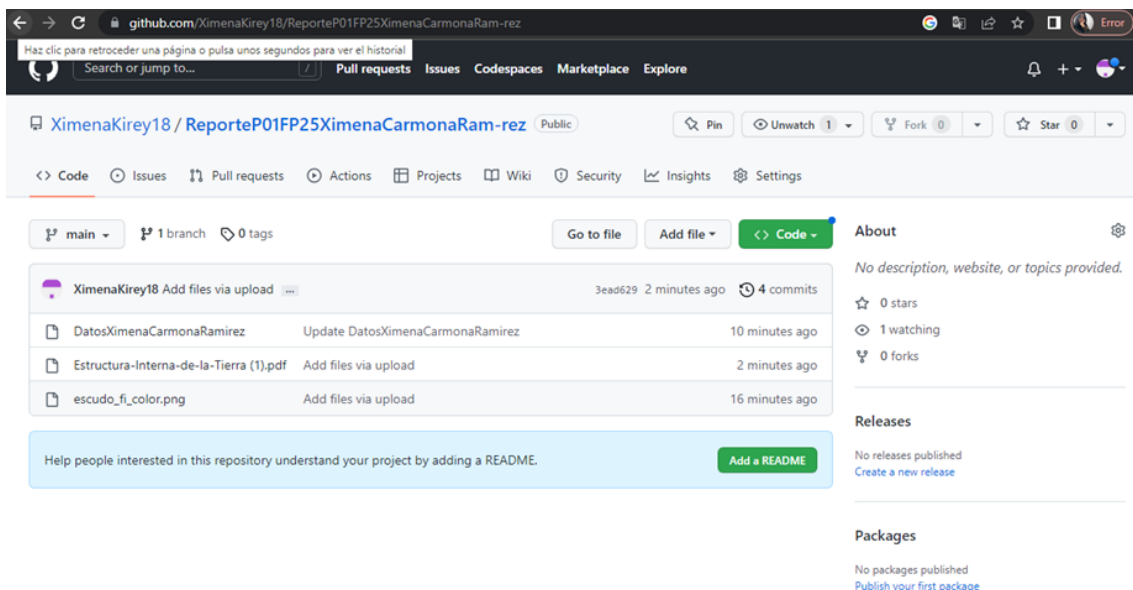 github.com/XimenaKirey18/ReporteP01FP25XimenaCarmonaRam-rez
Error
Haz clic para retroceder una página o pulsa unos segundos para ver el historial
Search or jump to...
/
Pull requests Issues Codespaces Marketplace Explore
XimenaKirey18 / ReporteP01FP25XimenaCarmonaRam-rez Public
Pin
Unwatch 1
Fork 0
Star 0
<> Code Issues Pull requests Actions Projects Wiki Security Insights Settings
main 1 branch 0 tags
Go to file Add file <> Code
XimenaKirey18 Add files via upload ... 3ead629 2 minutes ago 4 commits
DatosXimenaCarmonaRamirez Update DatosXimenaCarmonaRamirez 10 minutes ago
Estructura-Interna-de-la-Tierra (1).pdf Add files via upload 2 minutes ago
escudo_fi_color.png Add files via upload 16 minutes ago
Help people interested in this repository understand your project by adding a README. Add a README
About
No description, website, or topics provided.
0 stars
1 watching
0 forks
Releases
No releases published
Create a new release
Packages
No packages published
Publish your first package